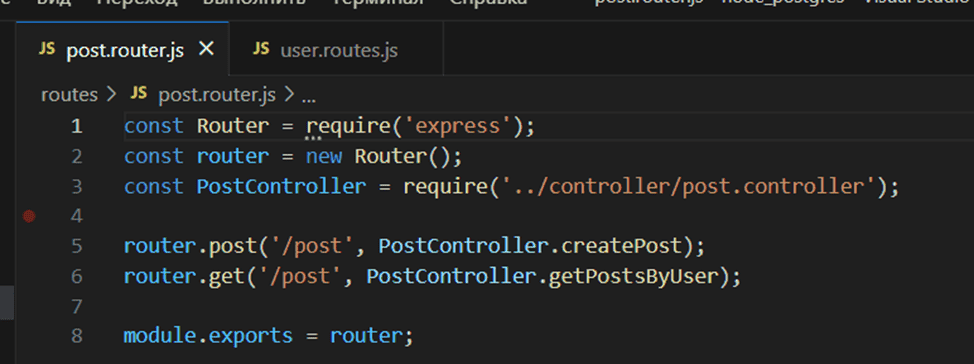 Вид Переход Выполнить Терминал Справка post.router.js - node_postgres - Visual Studio
JS post.router.js × JS user.routes.js
routes > JS post.router.js > ...
1 const Router = require('express');
2 const router = new Router();
3 const PostController = require('../controller/post.controller');
4
5 router.post('/post', PostController.createPost);
6 router.get('/post', PostController.getPostsByUser);
7
8 module.exports = router;